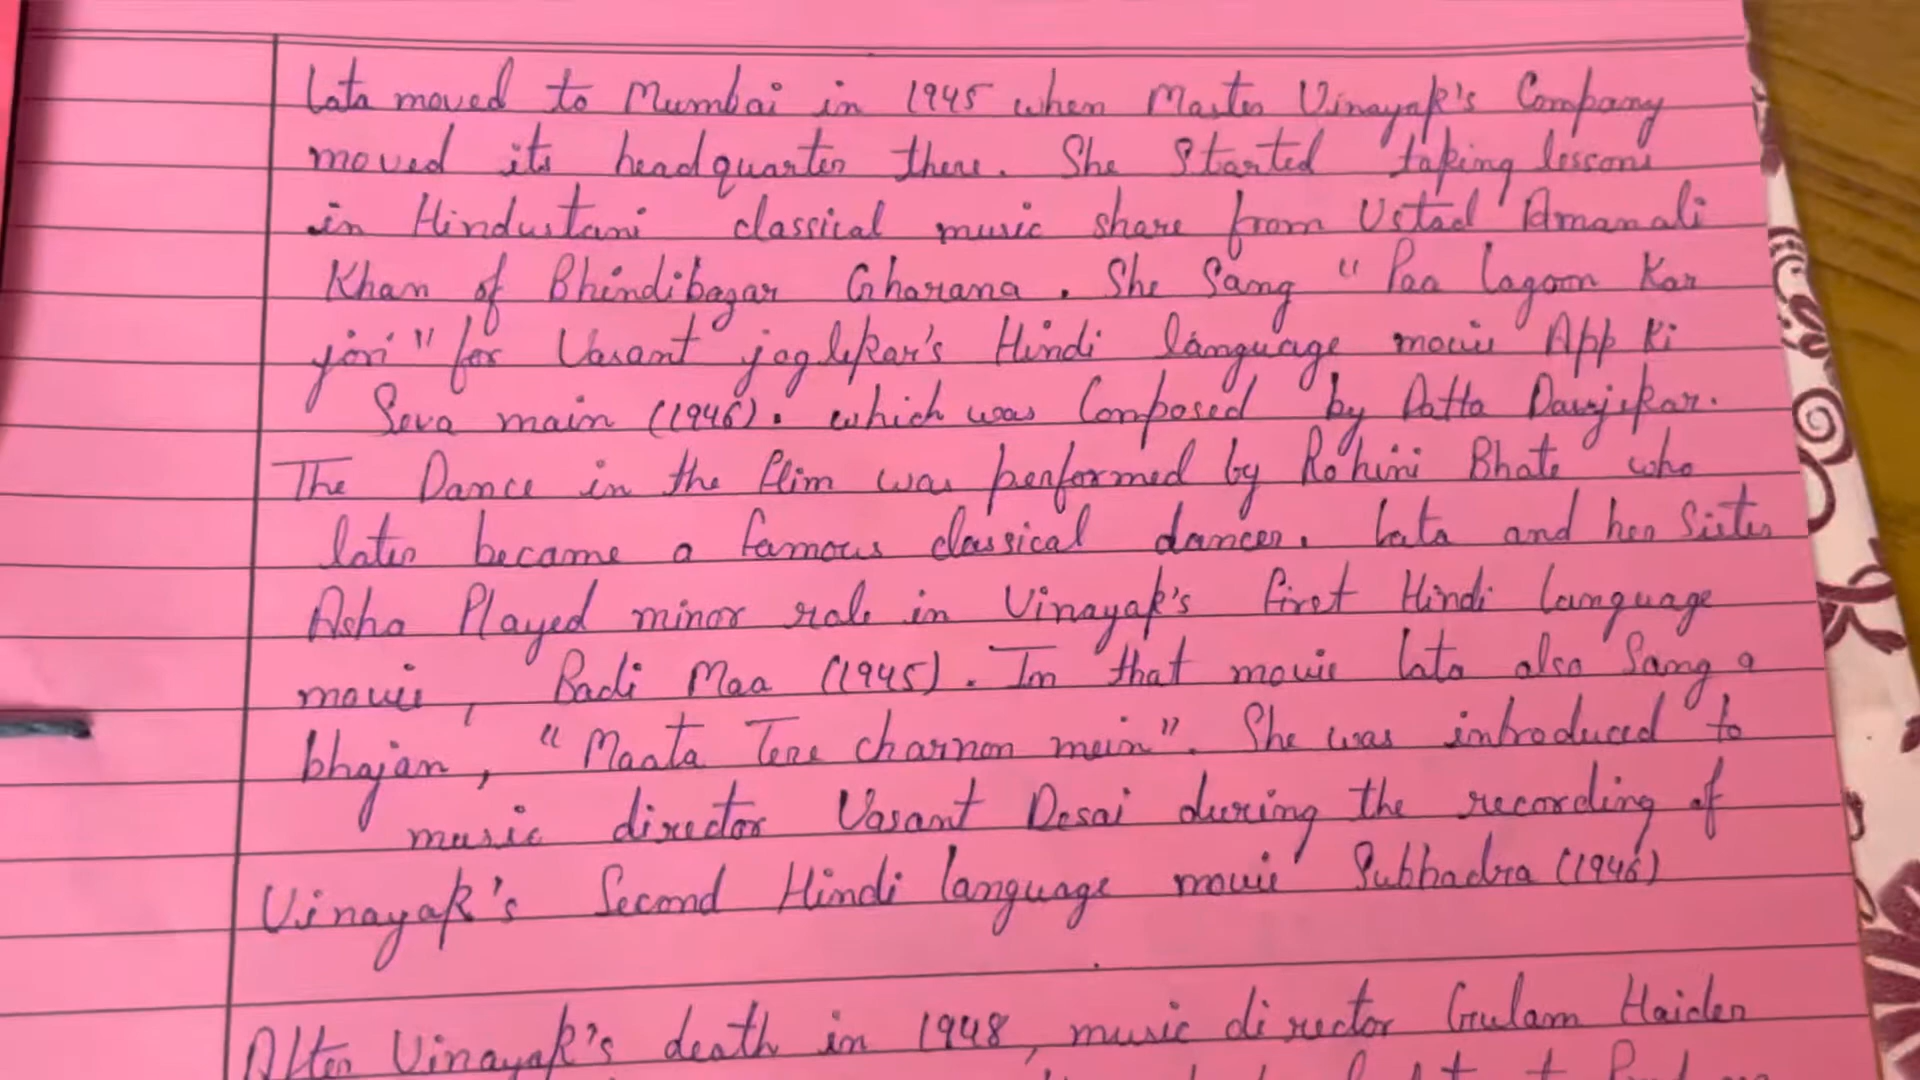 Lata moved to Mumbai in 1945 when Master Vinayak's Company
moved its headquarter there. She Started taking lessons
in Hindustani classical music share from Ustad Amanali
Khan of Bhindibazar Gharana. She Sang " Paa lagoon Kar
jori" for Vasant joglekar's Hindi language movie App Ki
Seva main (1946). which was Composed by Datta Davjekar.
The Dance in the flim was performed by Rohini Bhate who
later became a famous classical dancer. Lata and her Sister
Asha Played minor role in Vinayak's first Hindi language
movie, Badi Maa (1945). In that movie Lata also Sang a
bhajan, "Maata Tere charnon mein". She was introduced to
music director Vasant Desai during the recording of
Vinayak's Second Hindi language movie Subhadra (1946)
After Vinayak's death in 1948, music director Gulam Haider